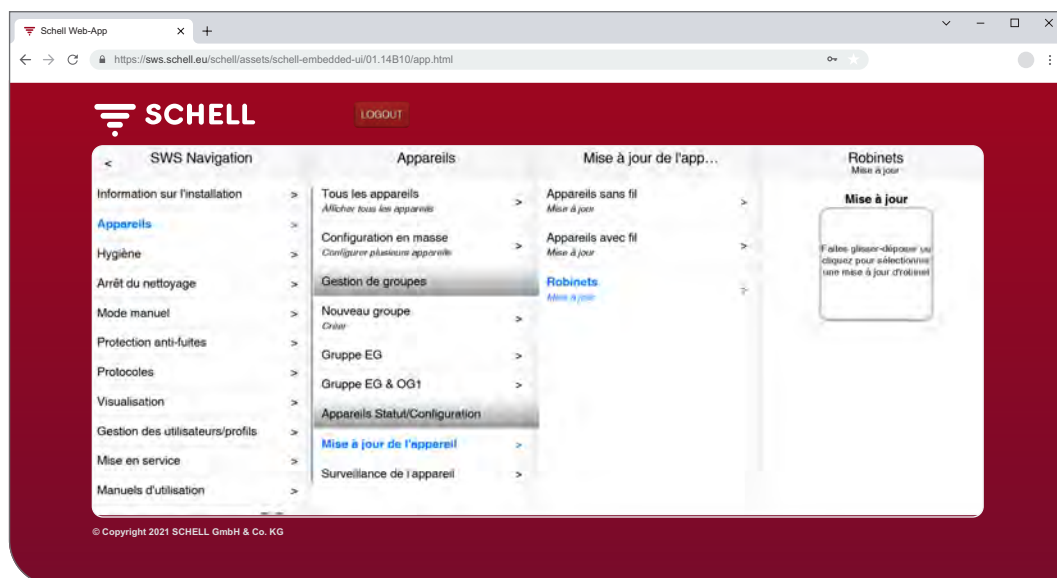 Schell Web-App
https://sws.schell.eu/schell/assets/schell-embedded-ui/01.14B10/app.html
SCHELL
LOGOUT
<
SWS Navigation
Information sur l'installation >
Appareils >
Hygiène >
Arrêt du nettoyage >
Mode manuel >
Protection anti-fuites >
Protocoles >
Visualisation >
Gestion des utilisateurs/profils >
Mise en service >
Manuels d'utilisation >
Appareils
Tous les appareils >
Afficher tous les appareils
Configuration en masse >
Configurer plusieurs appareils
Gestion de groupes
Nouveau groupe >
Créer
Gruppe EG >
Gruppe EG & OG1 >
Appareils Statut/Configuration
Mise à jour de l'appareil >
Surveillance de l'appareil >
Mise à jour de l'app...
Appareils sans fil >
Mise à jour
Appareils avec fil >
Mise à jour
Robinets >
Mise à jour
Robinets
Mise à jour
Mise à jour
Faites glisser-déposer ou
cliquez pour sélectionner
une mise à jour d'robinet
© Copyright 2021 SCHELL GmbH & Co. KG